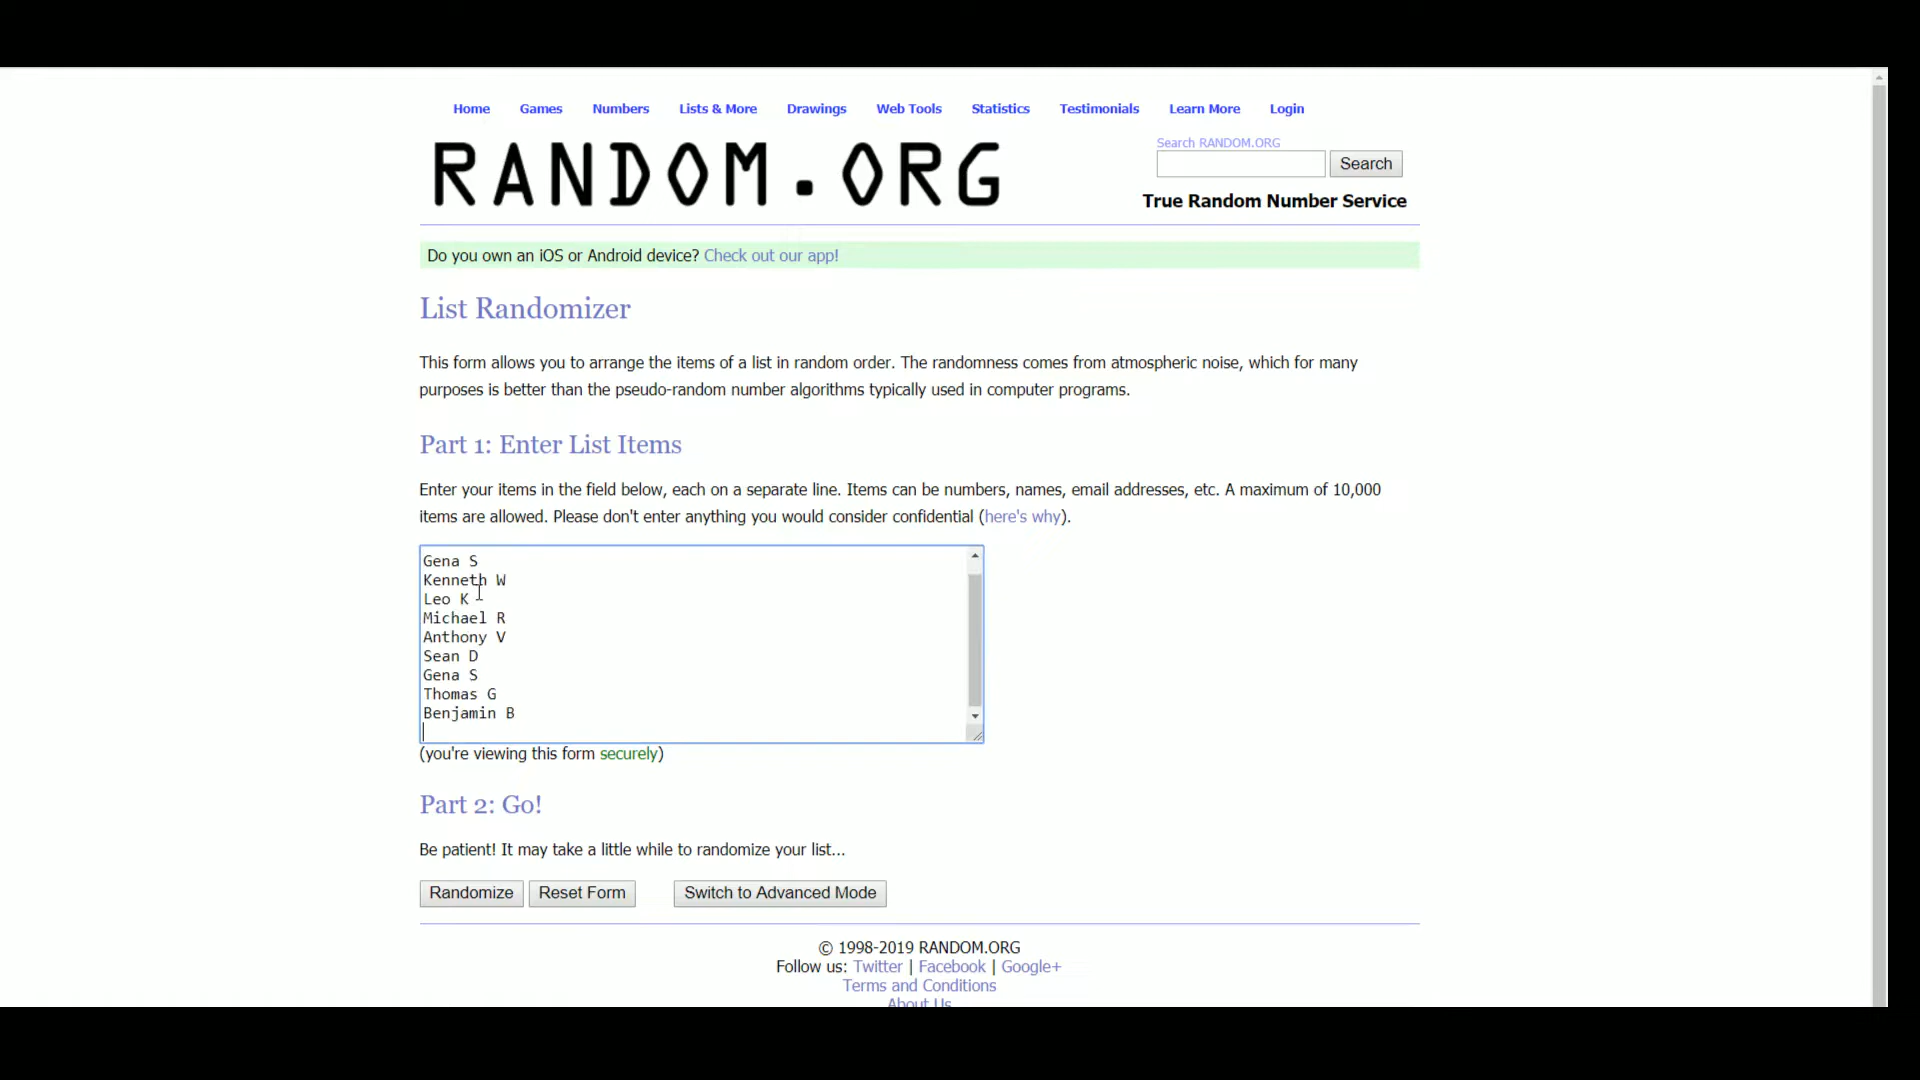 Home Games Numbers Lists & More Drawings Web Tools Statistics Testimonials Learn More Login
RANDOM.ORG
Search RANDOM.ORG
Search
True Random Number Service
Do you own an iOS or Android device? Check out our app!
List Randomizer
This form allows you to arrange the items of a list in random order. The randomness comes from atmospheric noise, which for many
purposes is better than the pseudo-random number algorithms typically used in computer programs.
Part 1: Enter List Items
Enter your items in the field below, each on a separate line. Items can be numbers, names, email addresses, etc. A maximum of 10,000
items are allowed. Please don't enter anything you would consider confidential (here's why).
Gena S
Kenneth W
Leo K
Michael R
Anthony V
Sean D
Gena S
Thomas G
Benjamin B
(you're viewing this form securely)
Part 2: Go!
Be patient! It may take a little while to randomize your list...
Randomize Reset Form Switch to Advanced Mode
© 1998-2019 RANDOM.ORG
Follow us: Twitter | Facebook | Google+
Terms and Conditions
About Us